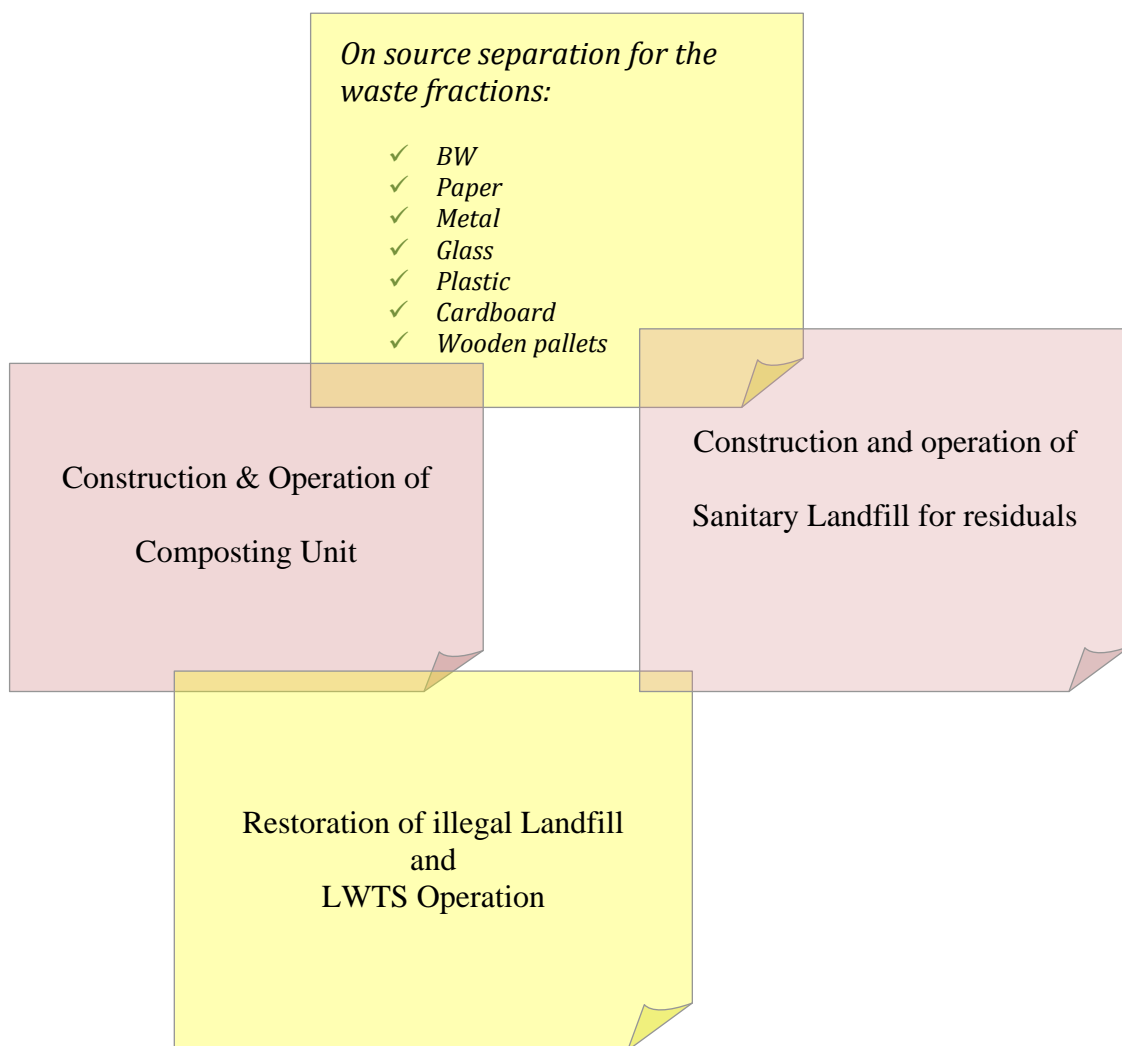 On source separation for the
waste fractions:
✓ BW
✓ Paper
✓ Metal
✓ Glass
✓ Plastic
✓ Cardboard
✓ Wooden pallets
Construction & Operation of
Composting Unit
Construction and operation of
Sanitary Landfill for residuals
Restoration of illegal Landfill
and
LWTS Operation